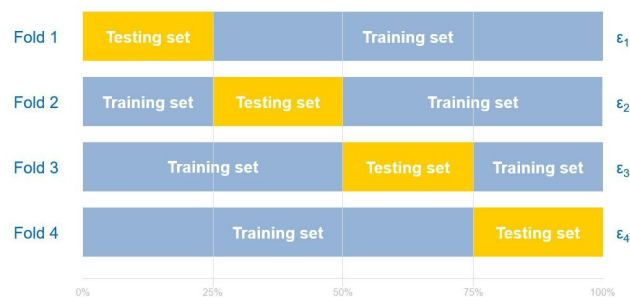 Fold 1 Testing set Training set ε₁
Fold 2 Training set Testing set Training set ε₂
Fold 3 Training set Testing set Training set ε₃
Fold 4 Training set Testing set ε₄
0% 25% 50% 75% 100%